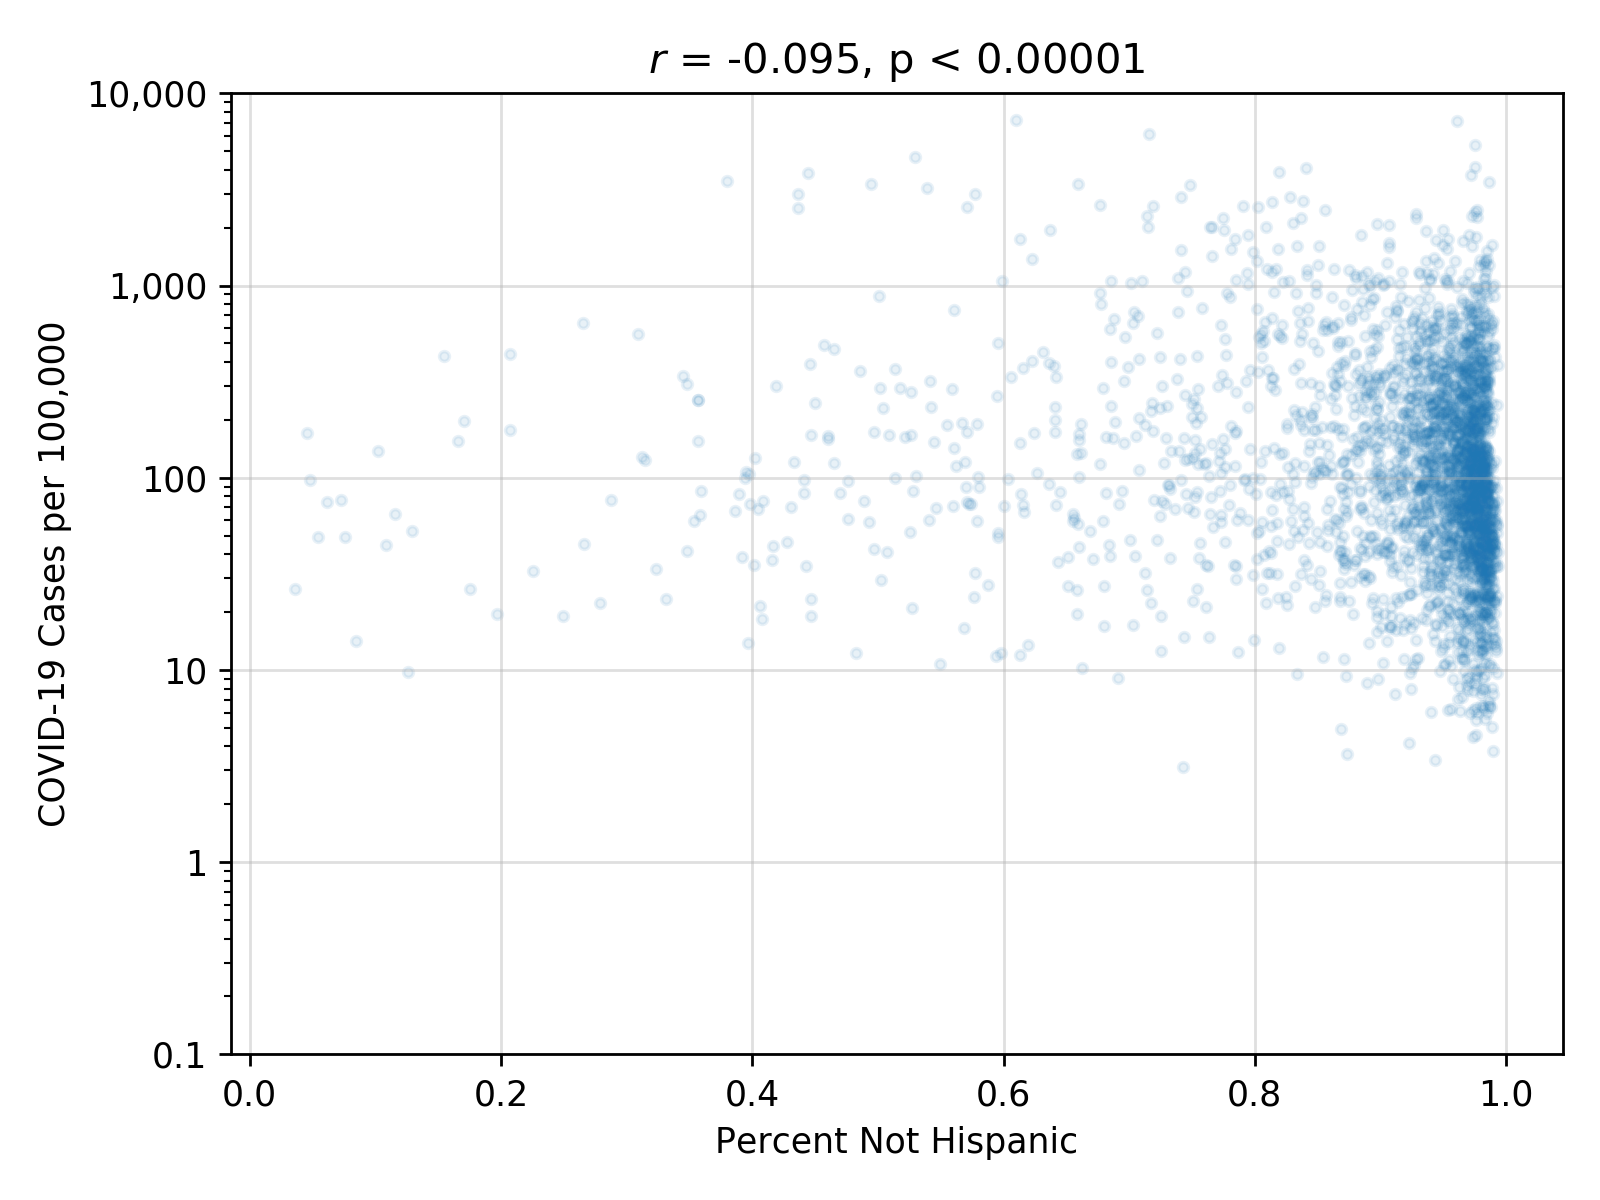 r = -0.095, p < 0.00001
10,000
1,000
100
10
1
0.1
COVID-19 Cases per 100,000
0.0 0.2 0.4 0.6 0.8 1.0
Percent Not Hispanic